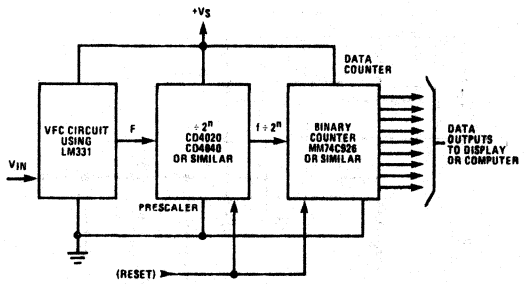 +VS
DATA
COUNTER
VFC CIRCUIT
USING
LM331
F
÷2ⁿ
CD4020
CD4040
OR SIMILAR
f ÷ 2ⁿ
BINARY
COUNTER
MM74C926
OR SIMILAR
DATA
OUTPUTS
TO DISPLAY
OR COMPUTER
VIN
PRESCALER
(RESET)